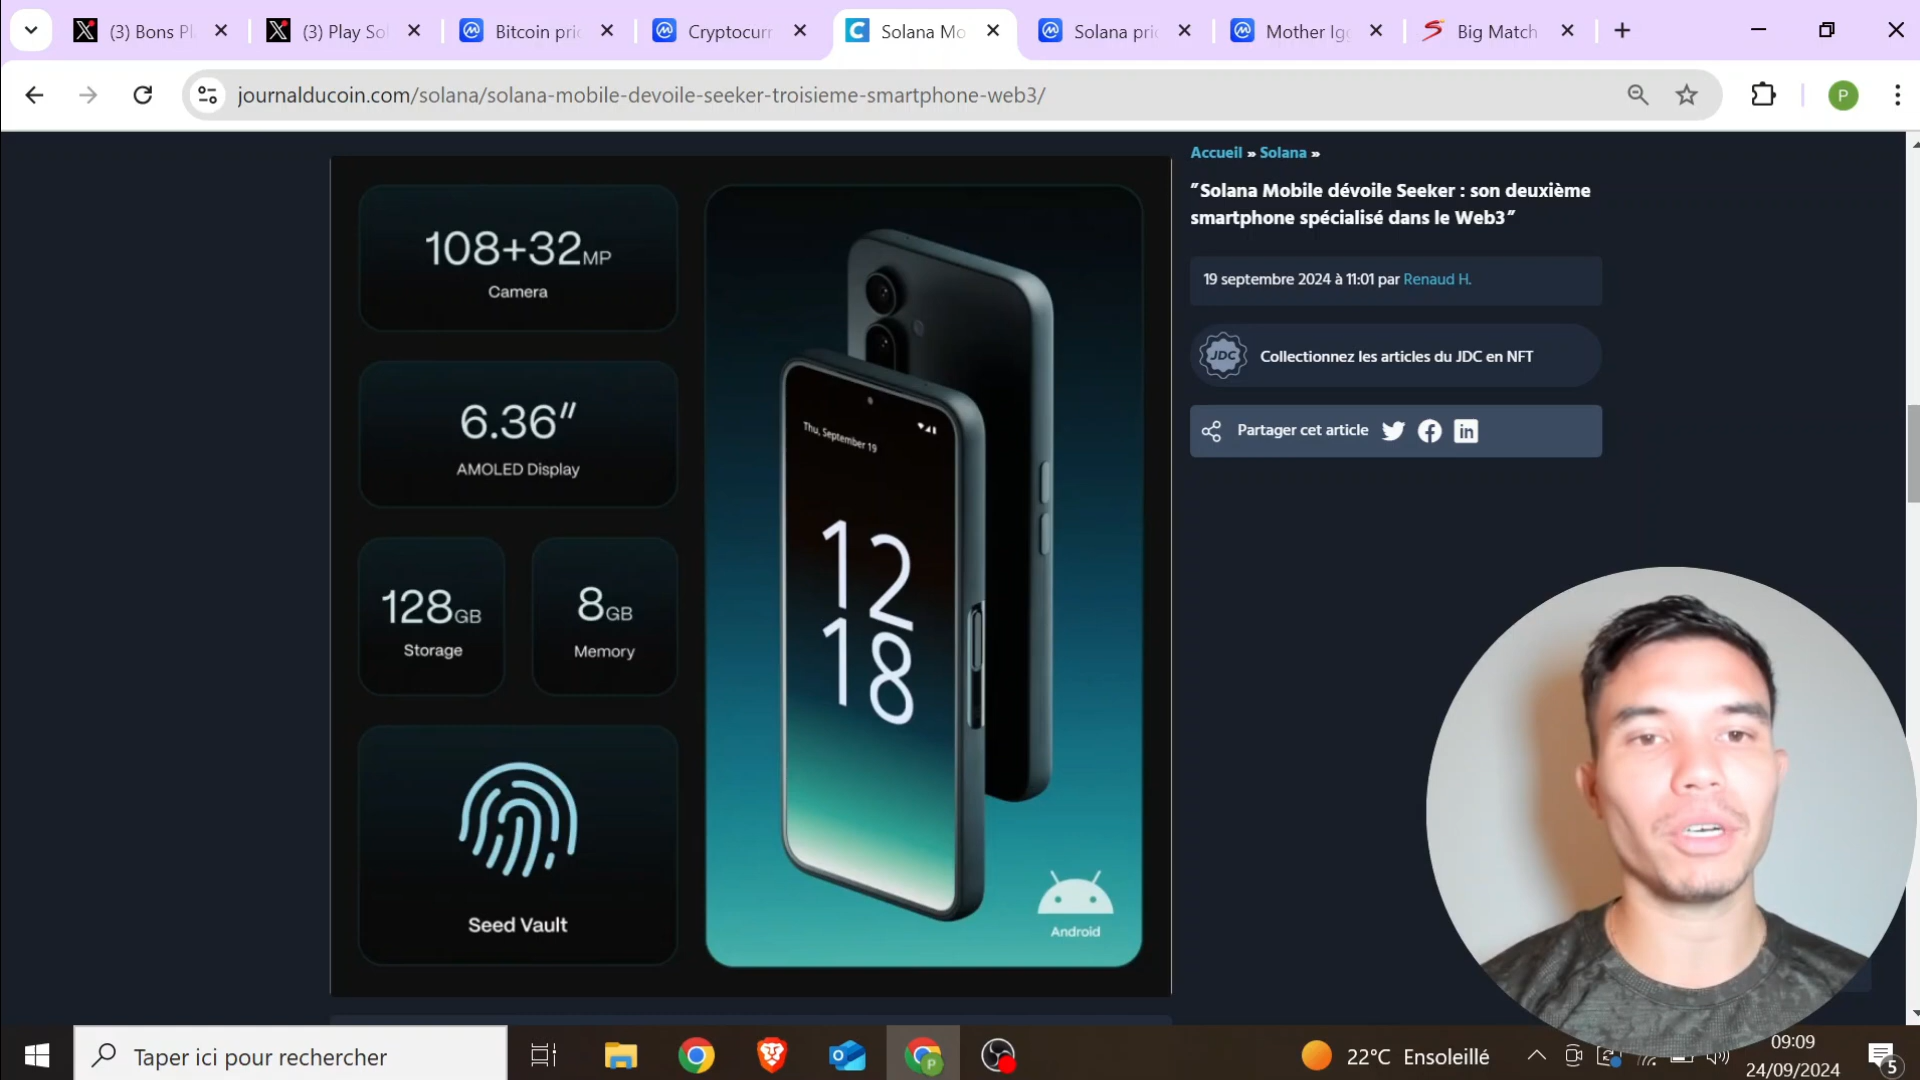 (3) Bons Pl
(3) Play Sol
Bitcoin pric
Cryptocurr
Solana Mo
Solana pric
Mother Igg
Big Match
journalducoin.com/solana/solana-mobile-devoile-seeker-troisieme-smartphone-web3/
P
108+32MP
Camera
6.36"
AMOLED Display
128GB
Storage
8GB
Memory
Seed Vault
Thu, September 19
12
18
Android
Accueil » Solana »
"Solana Mobile dévoile Seeker : son deuxième
smartphone spécialisé dans le Web3"
19 septembre 2024 à 11:01 par Renaud H.
JDC
Collectionnez les articles du JDC en NFT
Partager cet article
Taper ici pour rechercher
22°C Ensoleillé
09:09
24/09/2024
5